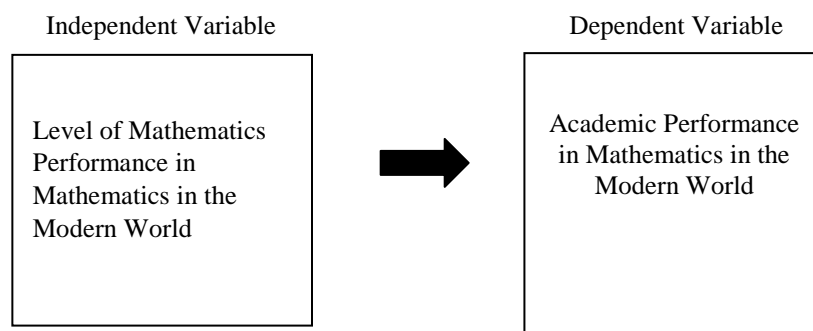 Independent Variable
Dependent Variable
Level of Mathematics
Performance in
Mathematics in the
Modern World
Academic Performance
in Mathematics in the
Modern World